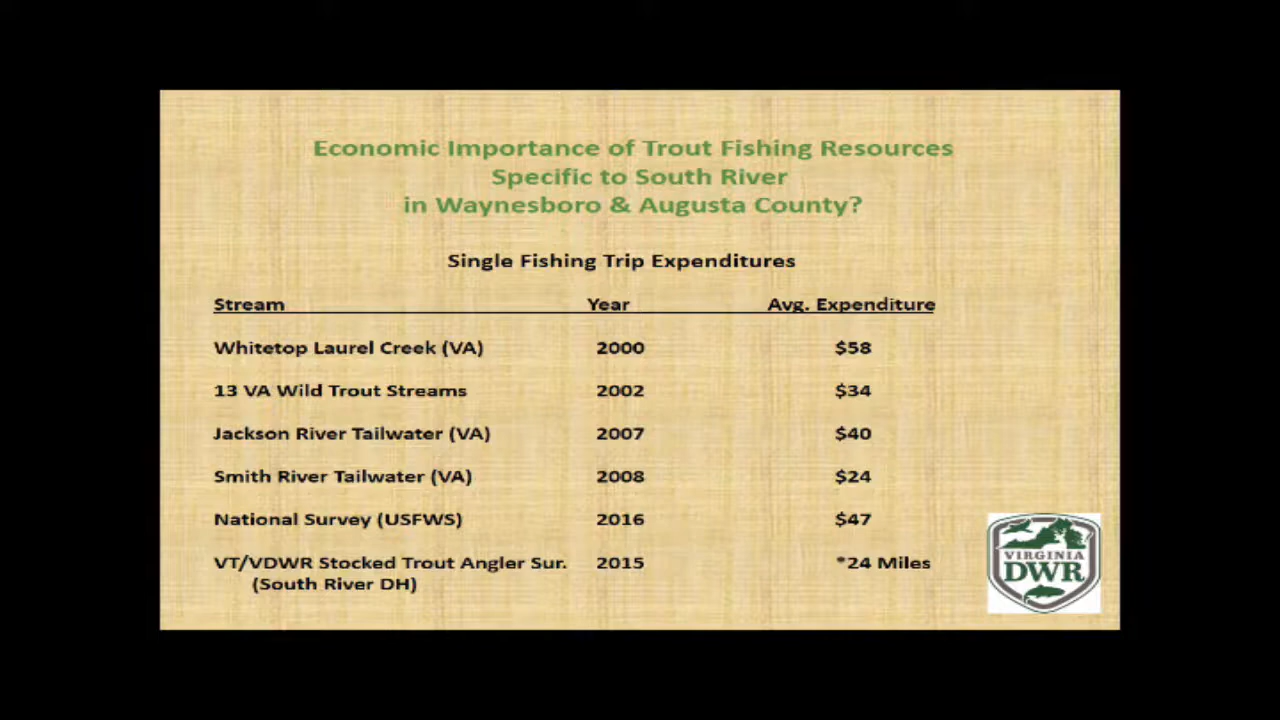 Economic Importance of Trout Fishing Resources
Specific to South River
in Waynesboro & Augusta County?
Single Fishing Trip Expenditures
Stream Year Avg. Expenditure
Whitetop Laurel Creek (VA) 2000 $58
13 VA Wild Trout Streams 2002 $34
Jackson River Tailwater (VA) 2007 $40
Smith River Tailwater (VA) 2008 $24
National Survey (USFWS) 2016 $47
VT/VDWR Stocked Trout Angler Sur. 2015 *24 Miles
(South River DH)
VIRGINIA
DWR